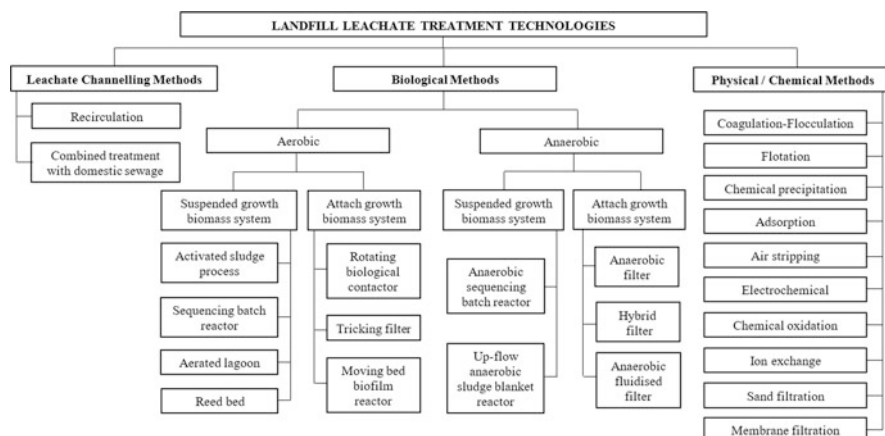 LANDFILL LEACHATE TREATMENT TECHNOLOGIES
Leachate Channelling Methods
Recirculation
Combined treatment
with domestic sewage
Biological Methods
Aerobic
Suspended growth
biomass system
Activated sludge
process
Sequencing batch
reactor
Aerated lagoon
Reed bed
Attach growth
biomass system
Rotating
biological
contactor
Tricking filter
Moving bed
biofilm
reactor
Anaerobic
Suspended growth
biomass system
Anaerobic
sequencing
batch reactor
Up-flow
anaerobic
sludge blanket
reactor
Attach growth
biomass system
Anaerobic
filter
Hybrid
filter
Anaerobic
fluidised
filter
Physical / Chemical Methods
Coagulation-Flocculation
Flotation
Chemical precipitation
Adsorption
Air stripping
Electrochemical
Chemical oxidation
Ion exchange
Sand filtration
Membrane filtration